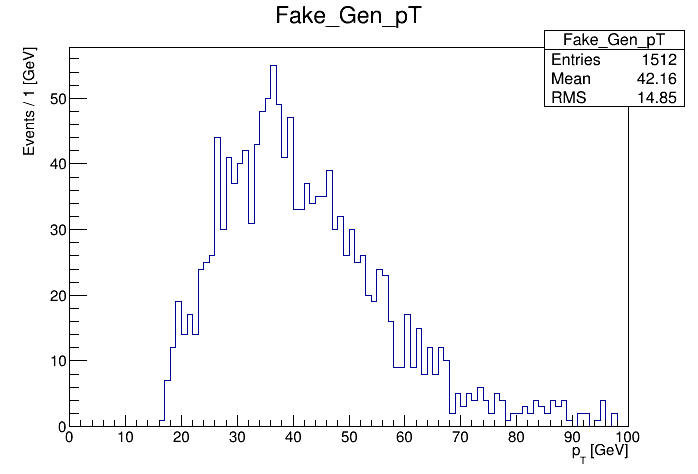 Fake_Gen_pT
Fake_Gen_pT
Entries 1512
Mean 42.16
RMS 14.85
Events / 1 [GeV]
50
40
30
20
10
0
0 10 20 30 40 50 60 70 80 90 100
p_T [GeV]